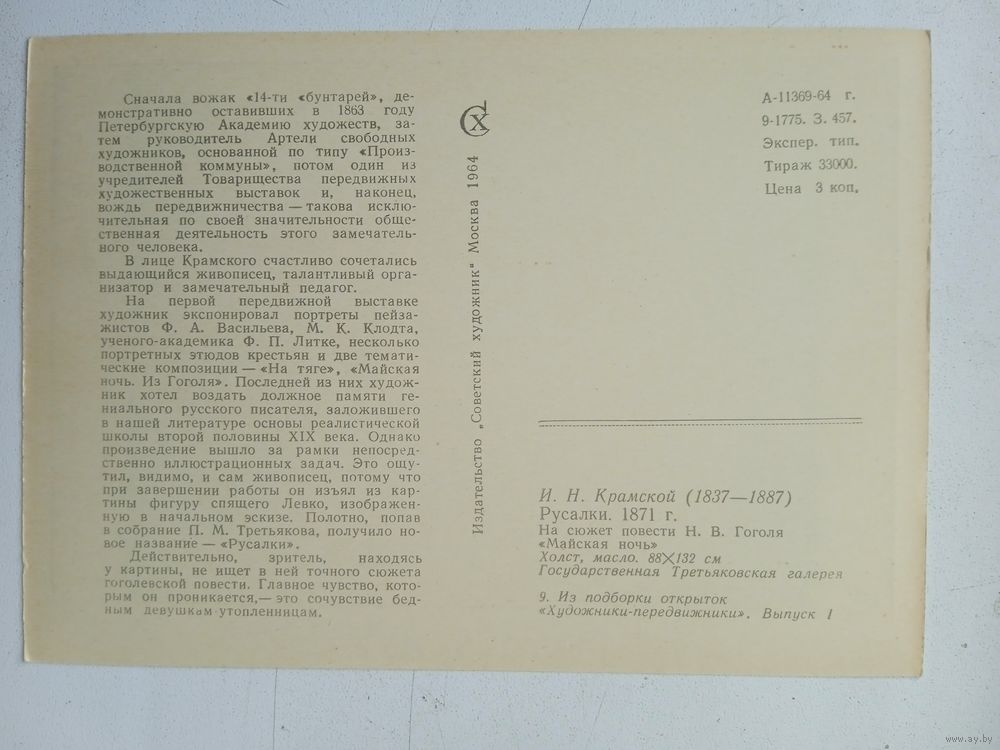 Сначала вожак «14-ти «бунтарей», де-
монстративно оставивших в 1863 году
Петербургскую Академию художеств, за-
тем руководитель Артели свободных
художников, основанной по типу «Произ-
водственной коммуны», потом один из
учредителей Товарищества передвижных
художественных выставок и, наконец,
вождь передвижничества — такова исклю-
чительная по своей значительности обще-
ственная деятельность этого замечатель-
ного человека.
В лице Крамского счастливо сочетались
выдающийся живописец, талантливый орга-
низатор и замечательный педагог.
На первой передвижной выставке
художник экспонировал портреты пейза-
жистов Ф. А. Васильева, М. К. Клодта,
ученого-академика Ф. П. Литке, несколько
портретных этюдов крестьян и две темати-
ческие композиции — «На тяге», «Майская
ночь. Из Гоголя». Последней из них худож-
ник хотел воздать должное памяти ге-
ниального русского писателя, заложившего
в нашей литературе основы реалистической
школы второй половины XIX века. Однако
произведение вышло за рамки непосред-
ственно иллюстрационных задач. Это ощу-
тил, видимо, и сам живописец, потому что
при завершении работы он изъял из кар-
тины фигуру спящего Левко, изображен-
ную в начальном эскизе. Полотно, попав
в собрание П. М. Третьякова, получило но-
вое название — «Русалки».
Действительно, зритель, находясь
у картины, не ищет в ней точного сюжета
гоголевской повести. Главное чувство, кото-
рым он проникается,— это сочувствие бед-
ным девушкам-утопленницам.
СХ
Издательство „Советский художник" Москва 1964
А-11369-64 г.
9-1775. З. 457.
Экспер. тип.
Тираж 33000.
Цена 3 коп.
И. Н. Крамской (1837—1887)
Русалки. 1871 г.
На сюжет повести Н. В. Гоголя
«Майская ночь»
Холст, масло. 88×132 см
Государственная Третьяковская галерея
9. Из подборки открыток
«Художники-передвижники». Выпуск I
www.ay.by